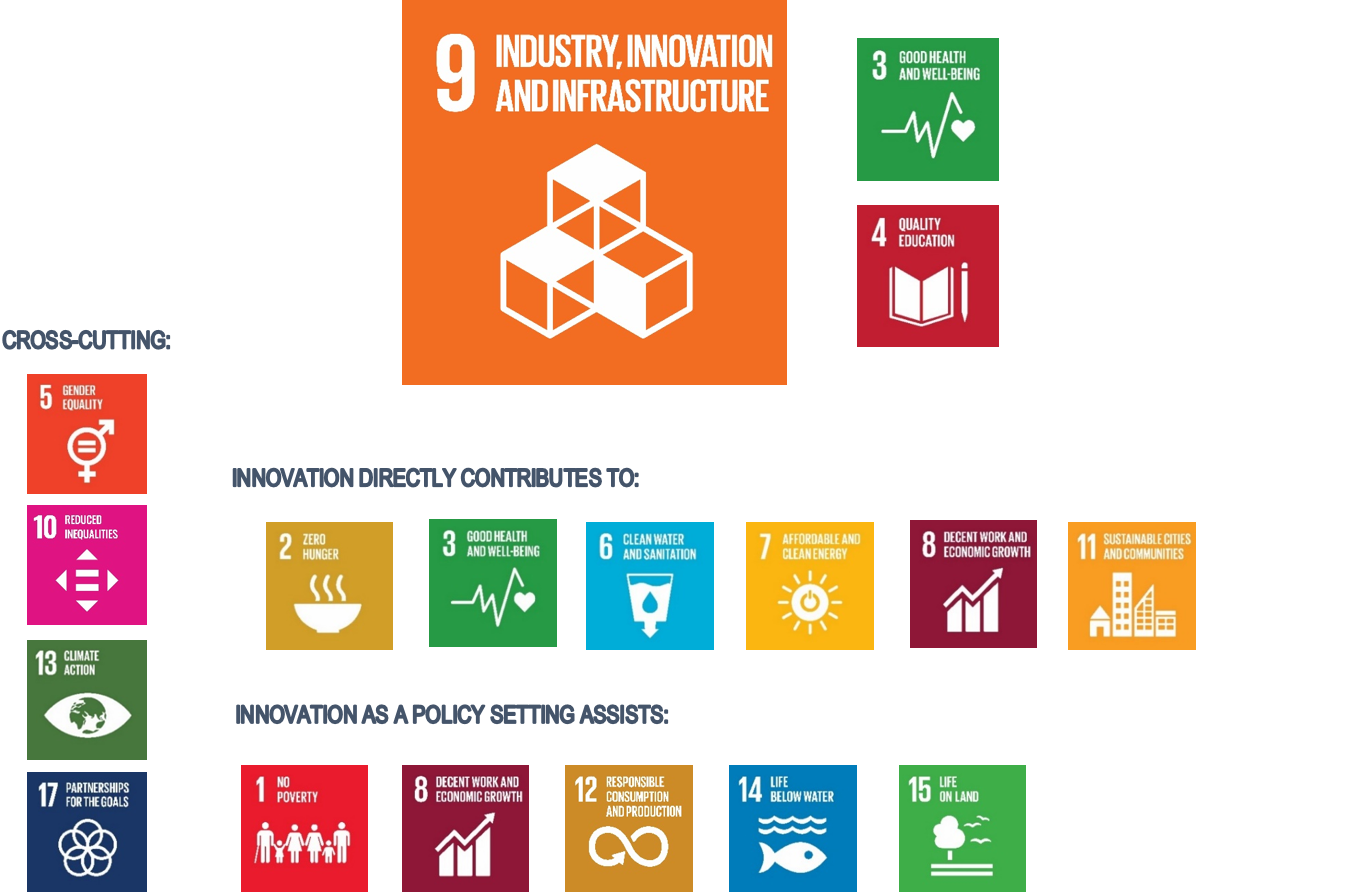 9 INDUSTRY, INNOVATION
AND INFRASTRUCTURE
3 GOOD HEALTH
AND WELL-BEING
4 QUALITY
EDUCATION
CROSS-CUTTING:
5 GENDER
EQUALITY
10 REDUCED
INEQUALITIES
13 CLIMATE
ACTION
17 PARTNERSHIPS
FOR THE GOALS
INNOVATION DIRECTLY CONTRIBUTES TO:
2 ZERO
HUNGER
3 GOOD HEALTH
AND WELL-BEING
6 CLEAN WATER
AND SANITATION
7 AFFORDABLE AND
CLEAN ENERGY
8 DECENT WORK AND
ECONOMIC GROWTH
11 SUSTAINABLE CITIES
AND COMMUNITIES
INNOVATION AS A POLICY SETTING ASSISTS:
1 NO
POVERTY
8 DECENT WORK AND
ECONOMIC GROWTH
12 RESPONSIBLE
CONSUMPTION
AND PRODUCTION
14 LIFE
BELOW WATER
15 LIFE
ON LAND